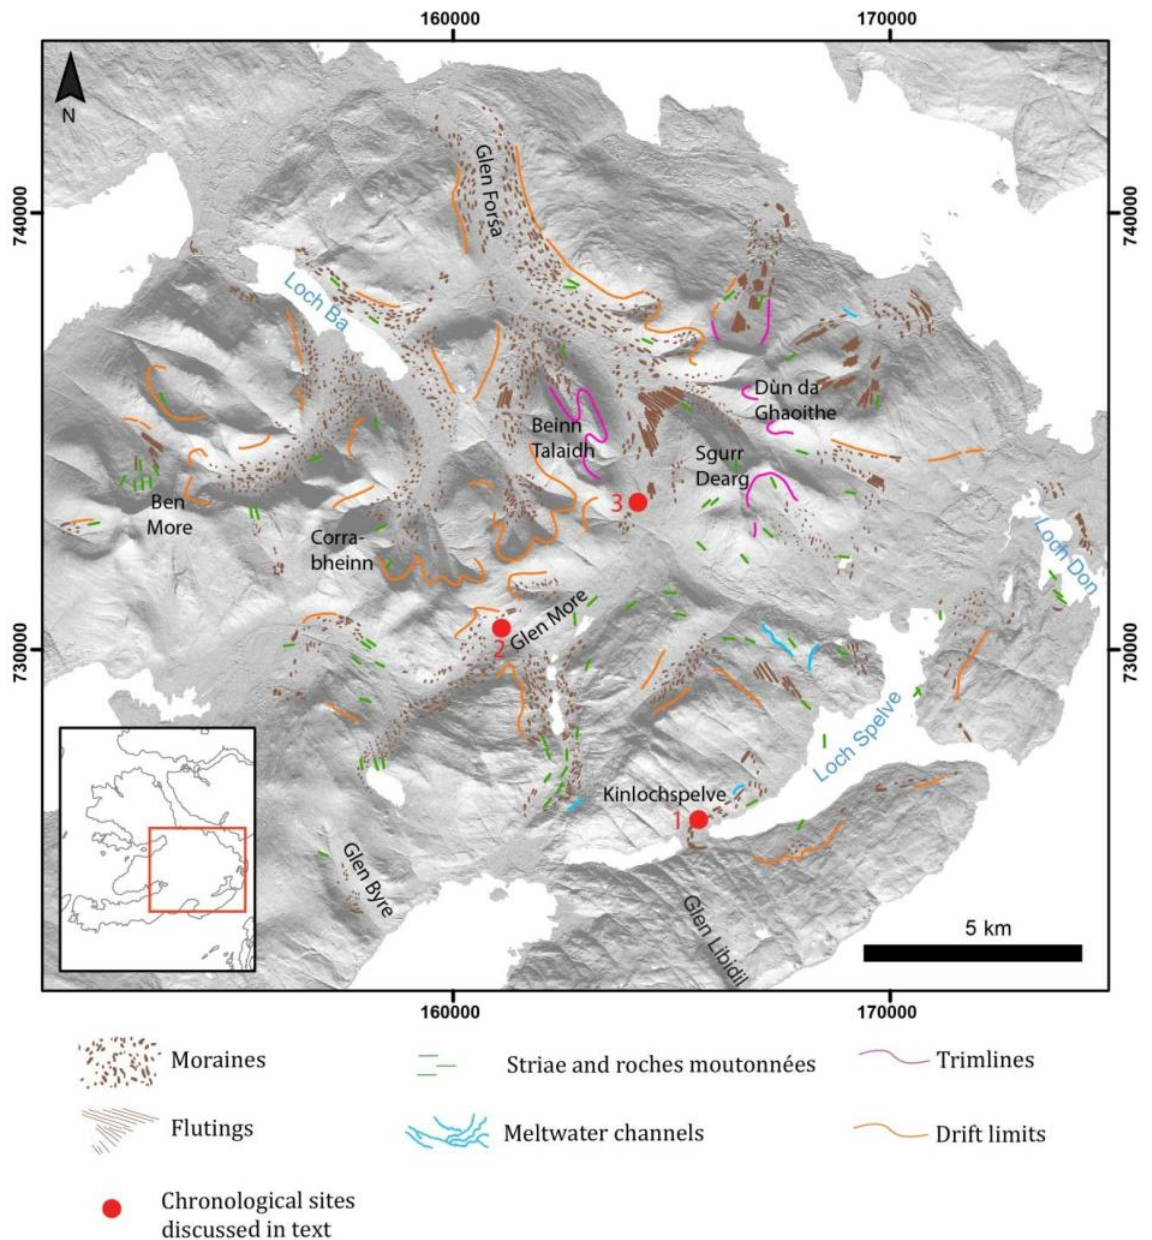 160000
170000
N
740000
740000
Glen Forsa
Loch Ba
Dùn da
Ghaoithe
Beinn
Talaidh
Sgurr
Dearg
Ben
More
3
Corra-
bheinn
Loch Don
Glen More
2
730000
730000
Loch Spelve
Kinlochspelve
1
Glen Byre
Glen Libidil
5 km
160000
170000
Moraines
Striae and roches moutonnées
Trimlines
Flutings
Meltwater channels
Drift limits
Chronological sites
discussed in text